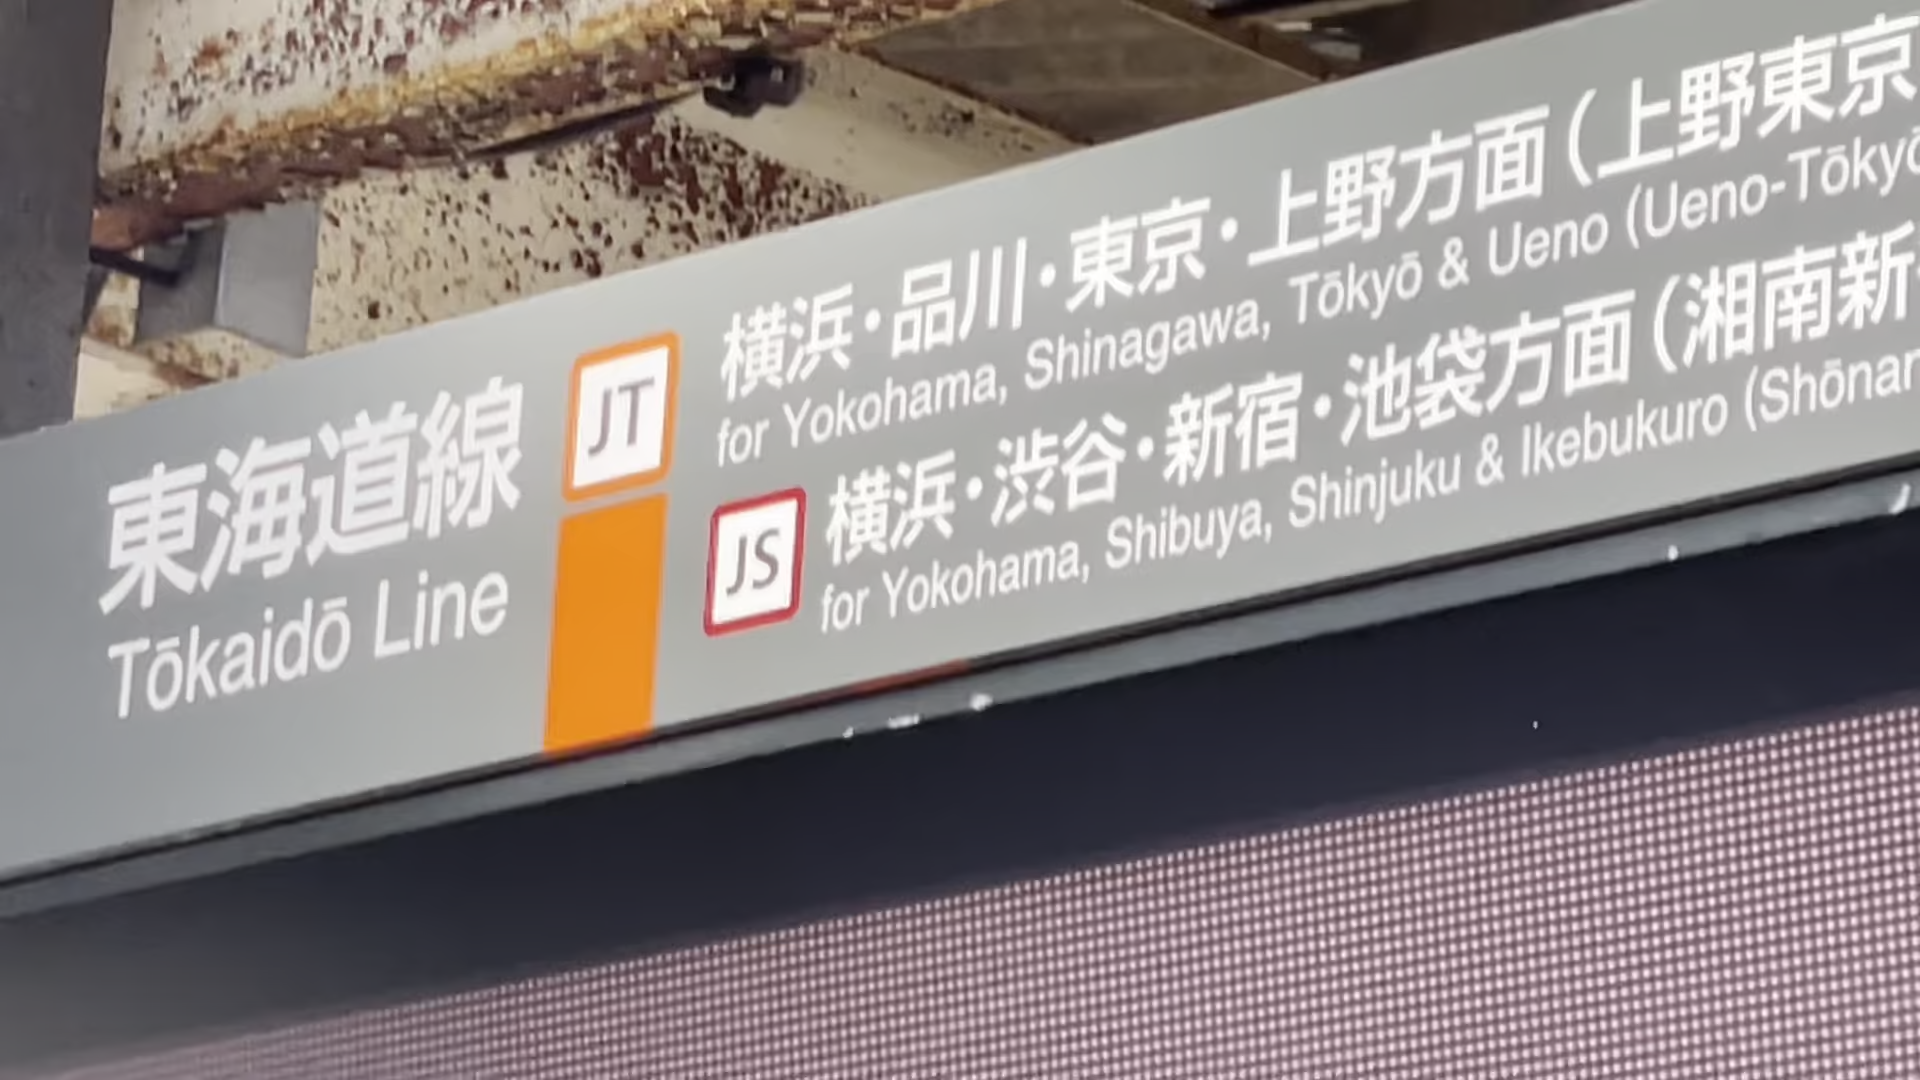 東海道線
Tōkaidō Line
JT
横浜・品川・東京・上野方面(上野東京
for Yokohama, Shinagawa, Tōkyō & Ueno (Ueno-Tōkyō
JS
横浜・渋谷・新宿・池袋方面(湘南新
for Yokohama, Shibuya, Shinjuku & Ikebukuro (Shōnan